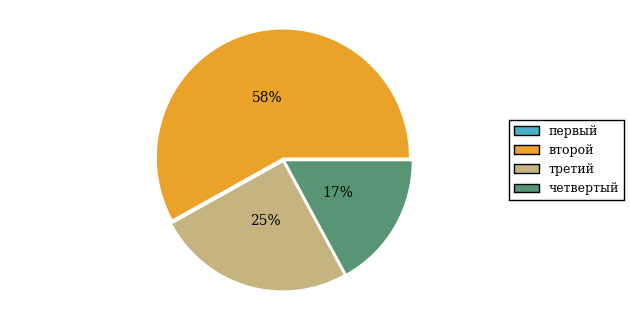 58%
17%
25%
первый
второй
третий
четвертый